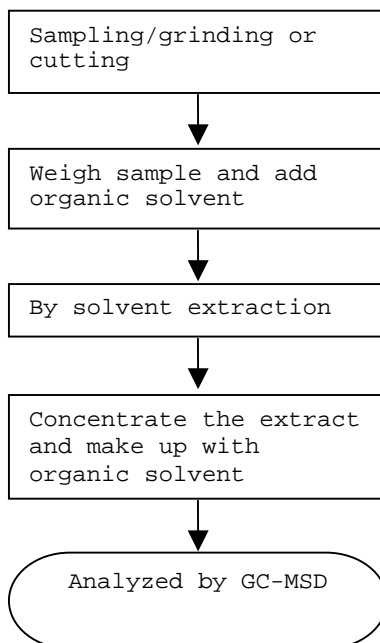 Sampling/grinding or
cutting
Weigh sample and add
organic solvent
By solvent extraction
Concentrate the extract
and make up with
organic solvent
Analyzed by GC-MSD